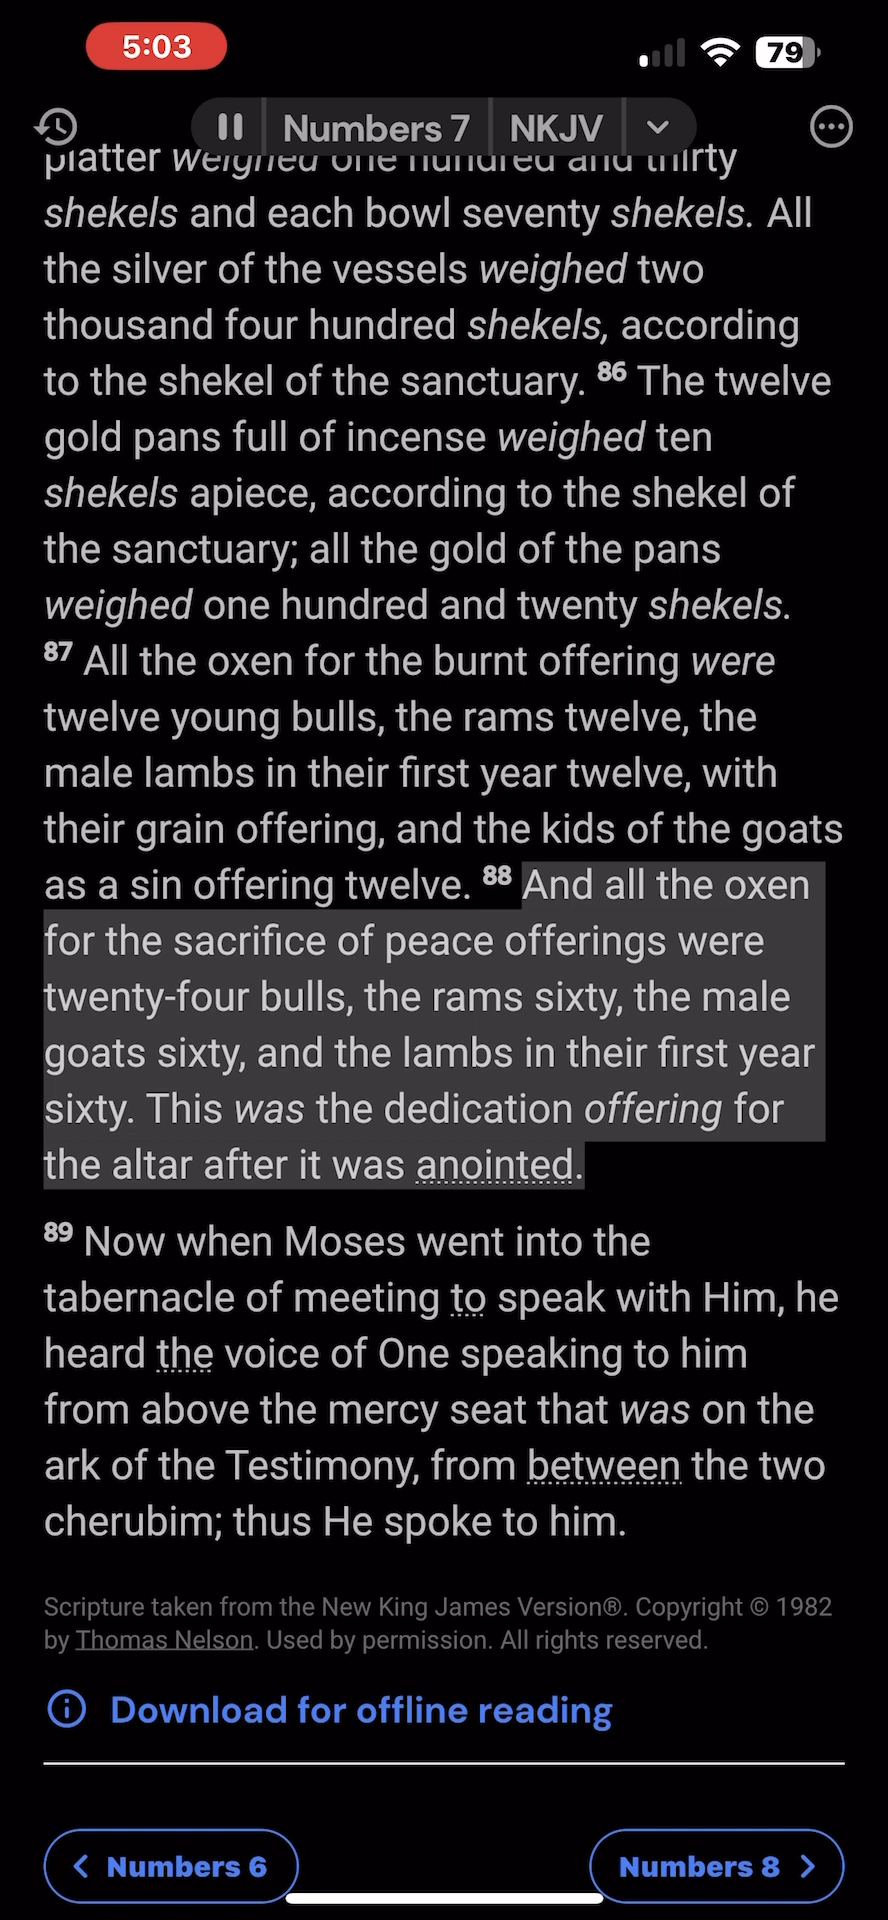 5:03
79
Numbers 7 NKJV
platter weighed one hundred and thirty
shekels and each bowl seventy shekels. All
the silver of the vessels weighed two
thousand four hundred shekels, according
to the shekel of the sanctuary. 86 The twelve
gold pans full of incense weighed ten
shekels apiece, according to the shekel of
the sanctuary; all the gold of the pans
weighed one hundred and twenty shekels.
87 All the oxen for the burnt offering were
twelve young bulls, the rams twelve, the
male lambs in their first year twelve, with
their grain offering, and the kids of the goats
as a sin offering twelve. 88 And all the oxen
for the sacrifice of peace offerings were
twenty-four bulls, the rams sixty, the male
goats sixty, and the lambs in their first year
sixty. This was the dedication offering for
the altar after it was anointed.
89 Now when Moses went into the
tabernacle of meeting to speak with Him, he
heard the voice of One speaking to him
from above the mercy seat that was on the
ark of the Testimony, from between the two
cherubim; thus He spoke to him.
Scripture taken from the New King James Version®. Copyright © 1982
by Thomas Nelson. Used by permission. All rights reserved.
Download for offline reading
Numbers 6
Numbers 8